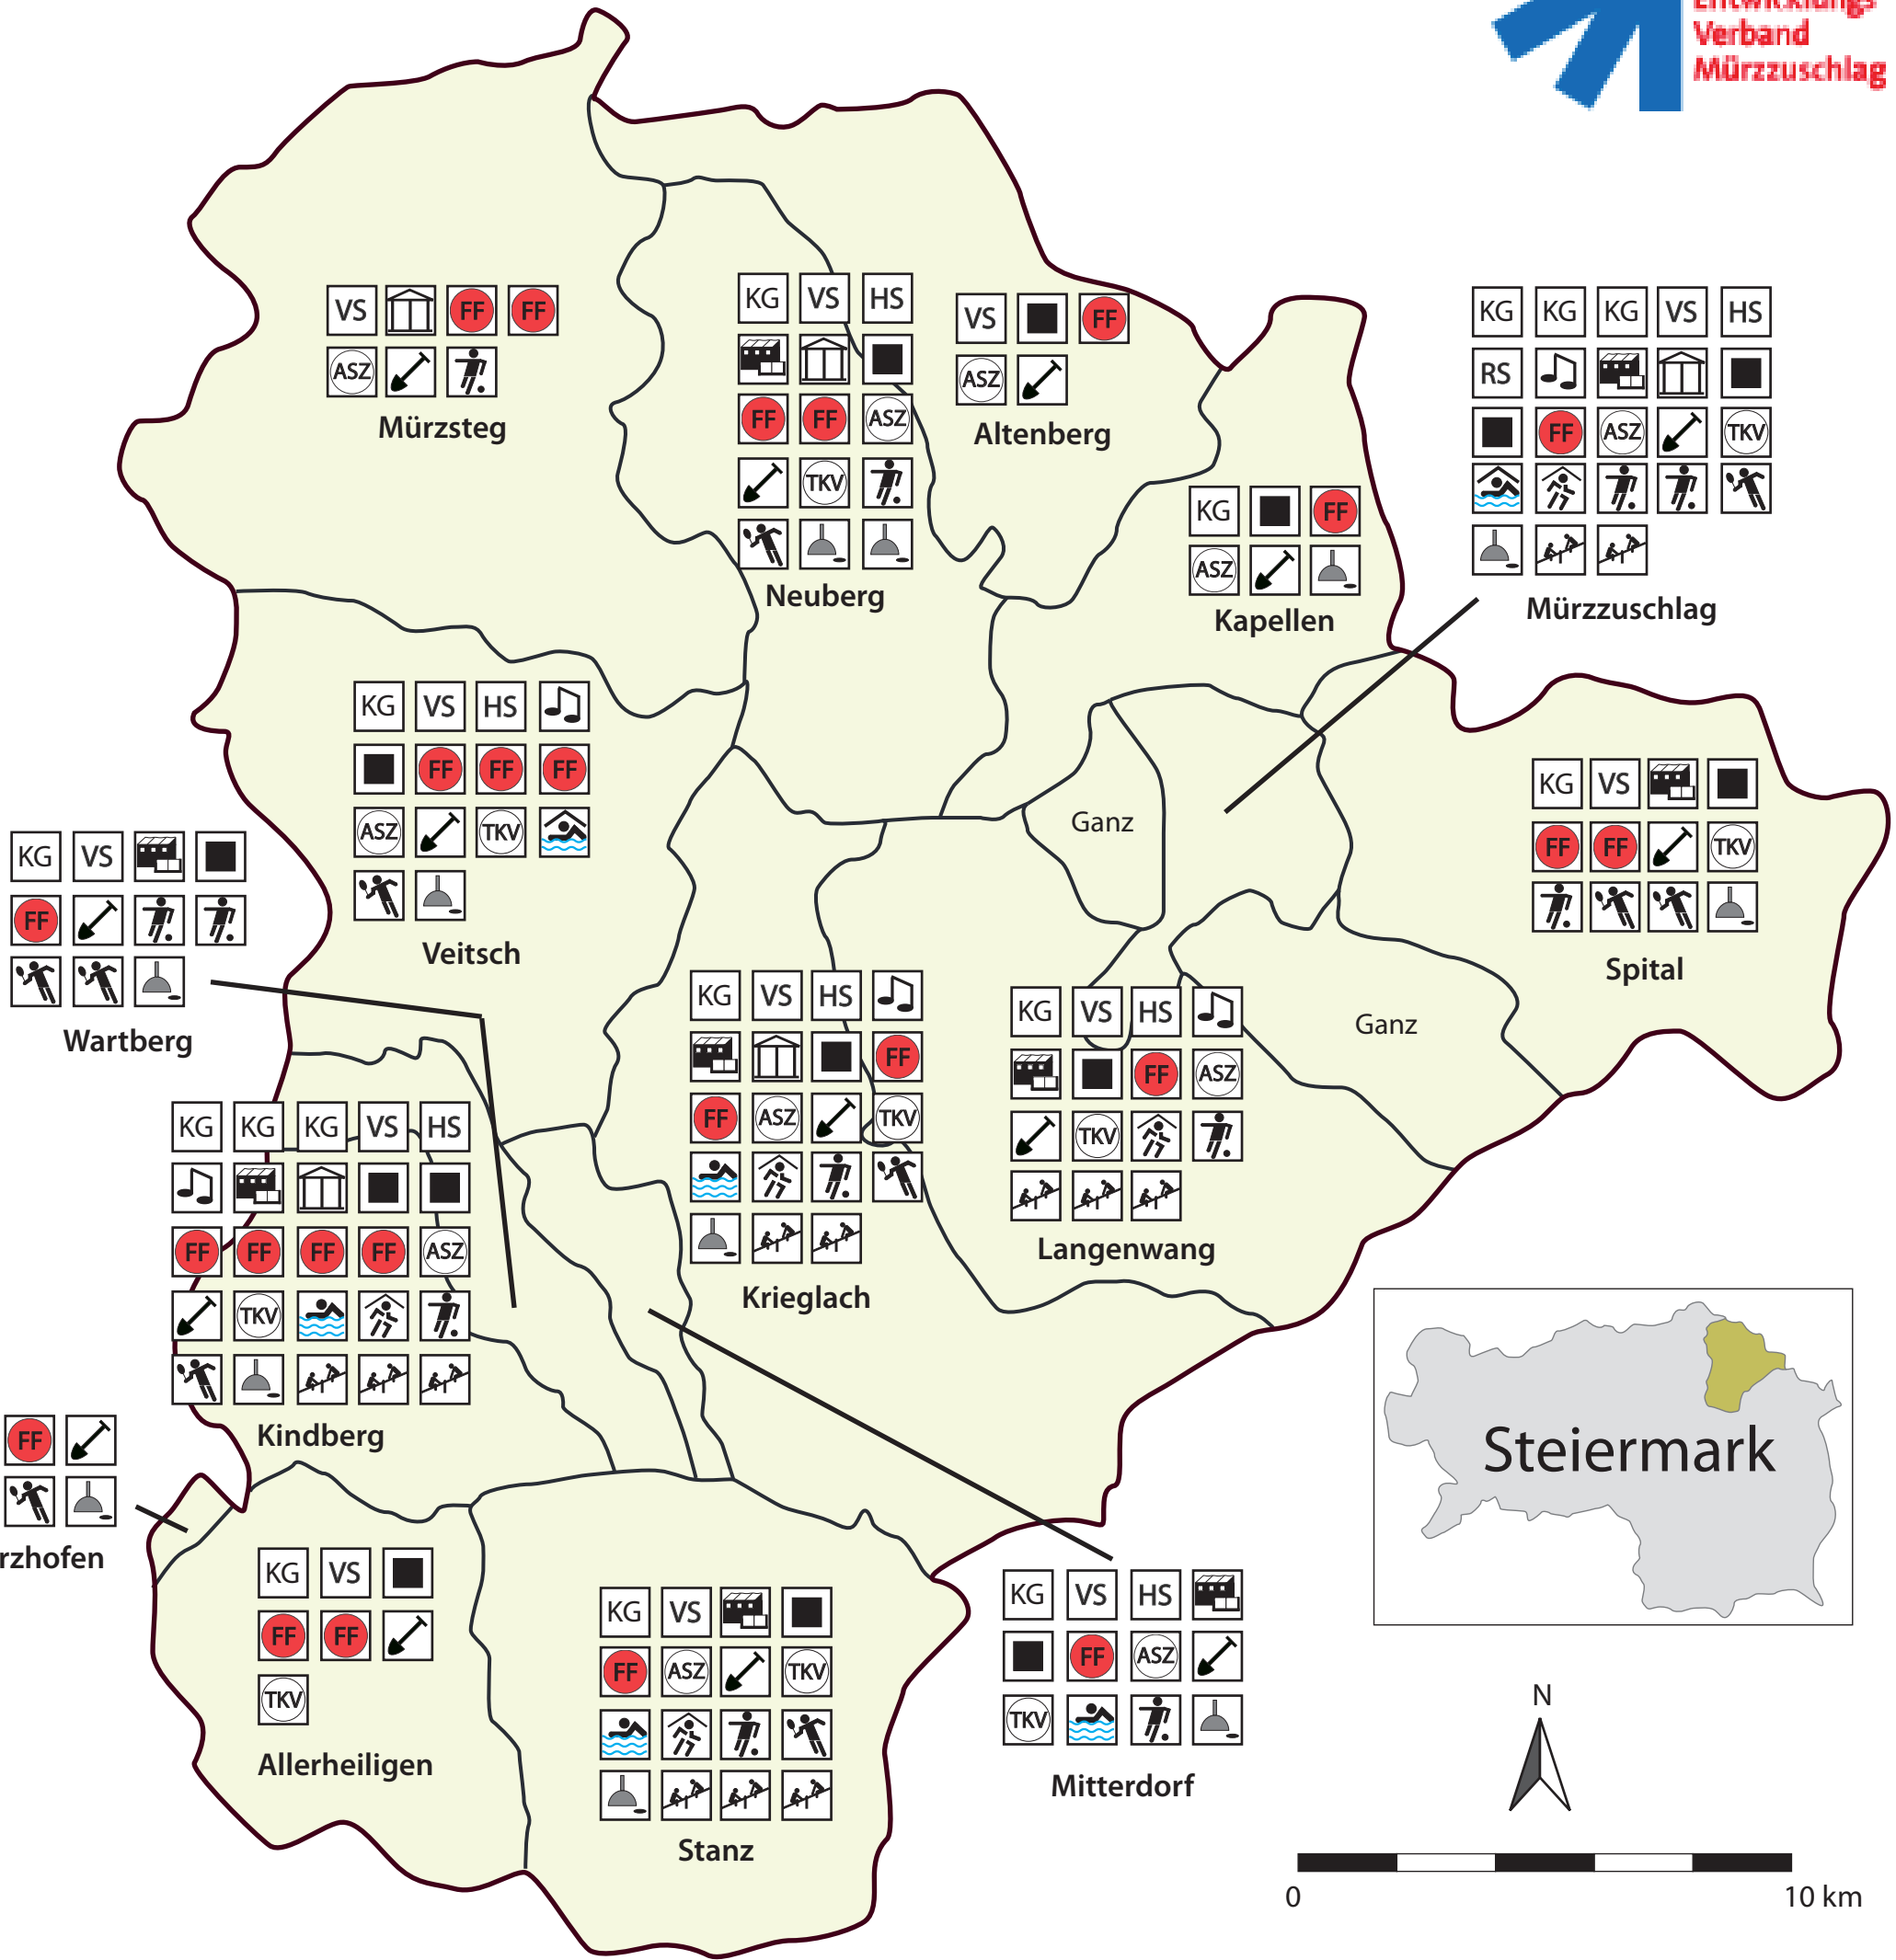 Entwicklungs
Verband
Mürzzuschlag
VS FF FF
ASZ
Mürzsteg
KG VS HS
FF FF ASZ
TKV
Neuberg
VS FF
ASZ
Altenberg
KG FF
ASZ
Kapellen
KG KG KG VS HS
RS
FF ASZ TKV
Mürzzuschlag
KG VS HS
FF FF FF
ASZ TKV
Veitsch
KG VS
FF
Wartberg
Ganz
KG VS
FF FF TKV
Spital
KG VS HS
FF
FF ASZ TKV
Krieglach
KG VS HS
FF ASZ
TKV
Langenwang
Ganz
KG KG KG VS HS
FF FF FF FF ASZ
TKV
Kindberg
FF
rzhofen
KG VS
FF FF
TKV
Allerheiligen
KG VS
FF ASZ TKV
Stanz
KG VS HS
FF ASZ
TKV
Mitterdorf
Steiermark
N
0 10 km